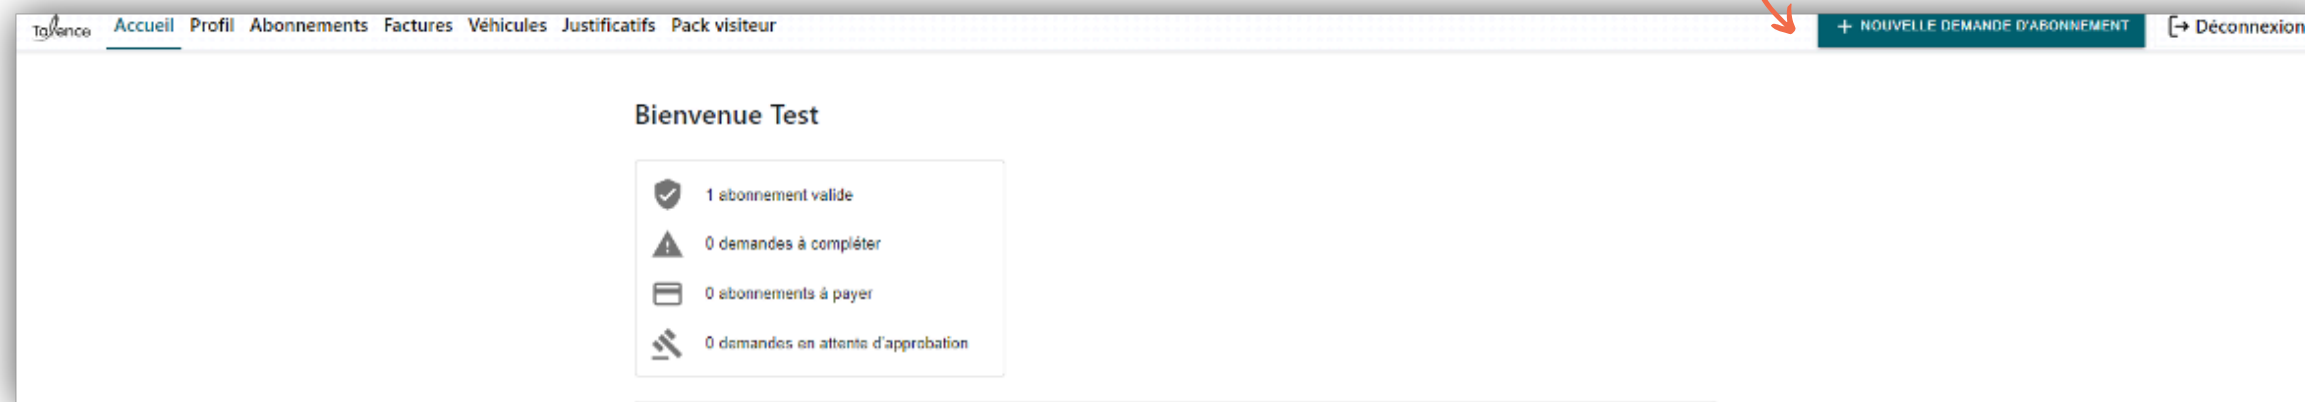 Talence Accueil Profil Abonnements Factures Véhicules Justificatifs Pack visiteur + NOUVELLE DEMANDE D'ABONNEMENT Déconnexion
Bienvenue Test
1 abonnement valide
0 demandes à compléter
0 abonnements à payer
0 demandes en attente d'approbation